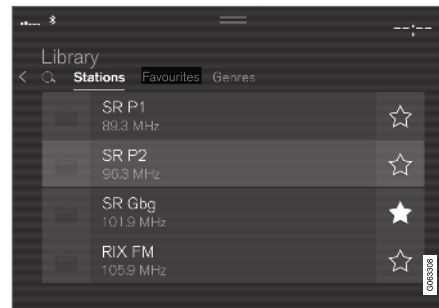 --:--
Library
Stations Favourites Genres
SR P1
89.3 MHz
SR P2
96.3 MHz
SR Gbg
101.9 MHz
RIX FM
105.9 MHz
G063308